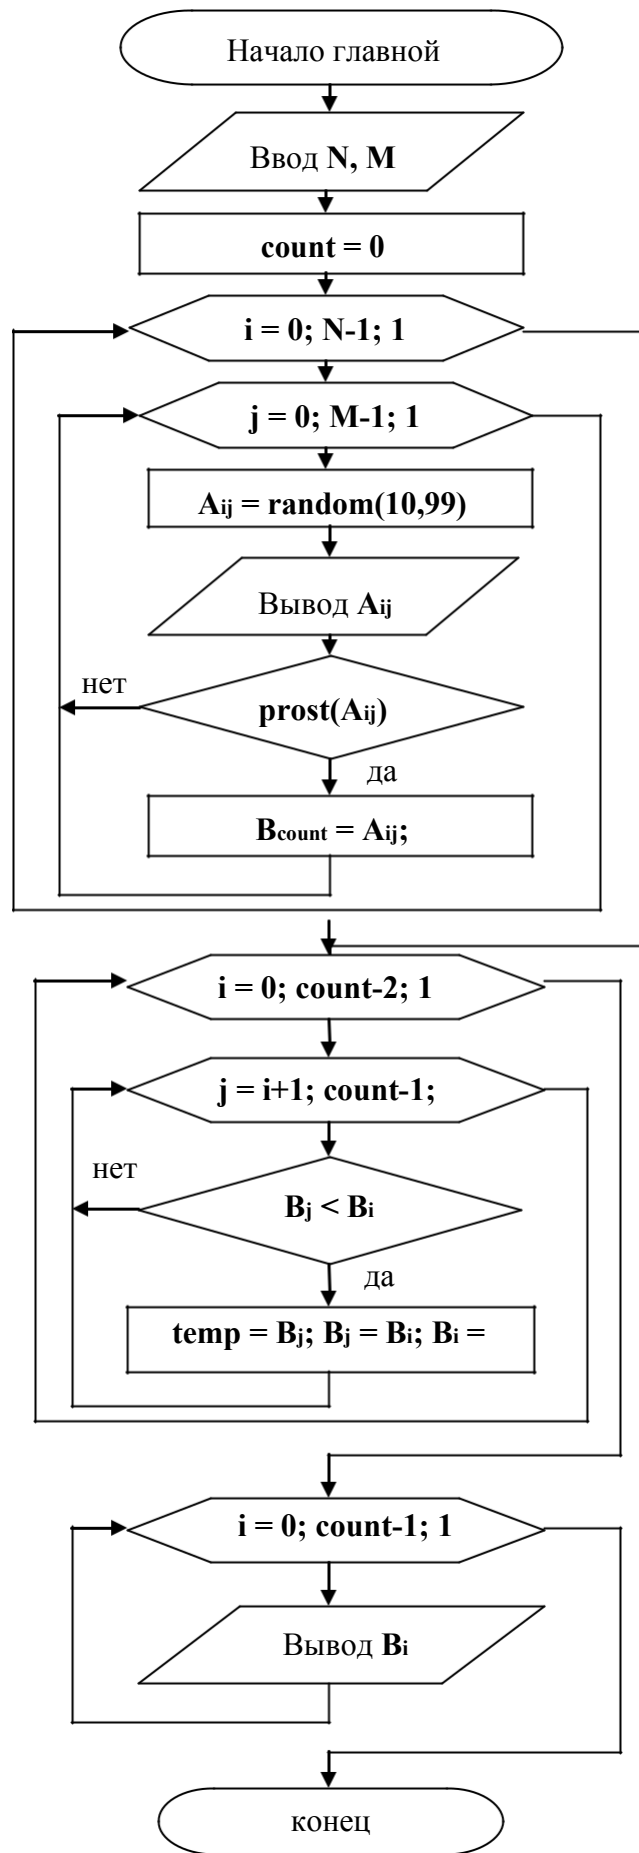 Начало главной
Ввод N, M
count = 0
i = 0; N-1; 1
j = 0; M-1; 1
Aij = random(10,99)
Вывод Aij
нет
prost(Aij)
да
Bcount = Aij;
i = 0; count-2; 1
j = i+1; count-1;
нет
Bj < Bi
да
temp = Bj; Bj = Bi; Bi =
i = 0; count-1; 1
Вывод Bi
конец